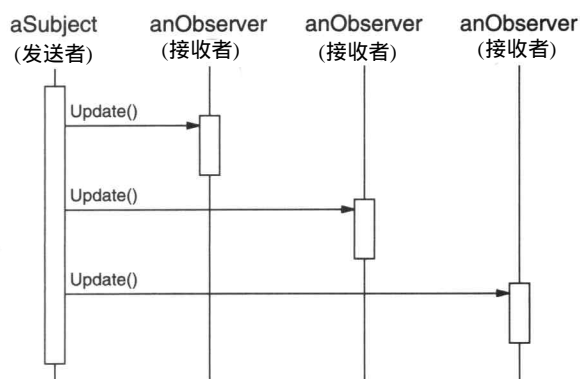 aSubject
(发送者)
anObserver
(接收者)
anObserver
(接收者)
anObserver
(接收者)
Update()
Update()
Update()